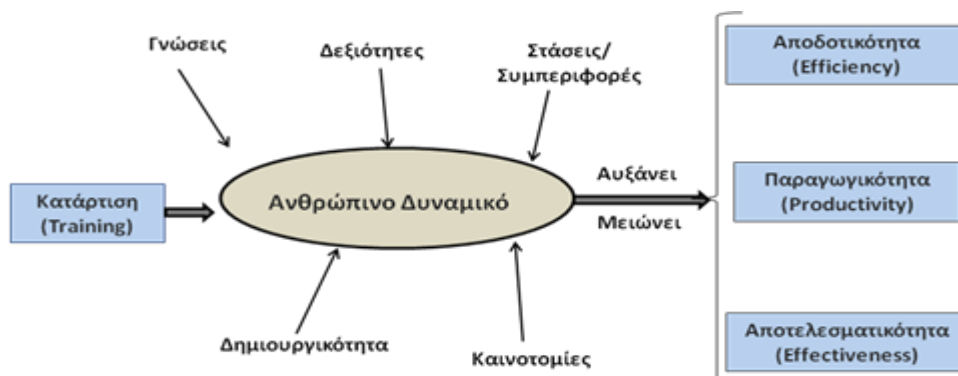 Γνώσεις
Δεξιότητες
Στάσεις/
Συμπεριφορές
Κατάρτιση
(Training)
Ανθρώπινο Δυναμικό
Αυξάνει
Μειώνει
Δημιουργικότητα
Καινοτομίες
Αποδοτικότητα
(Efficiency)
Παραγωγικότητα
(Productivity)
Αποτελεσματικότητα
(Effectiveness)